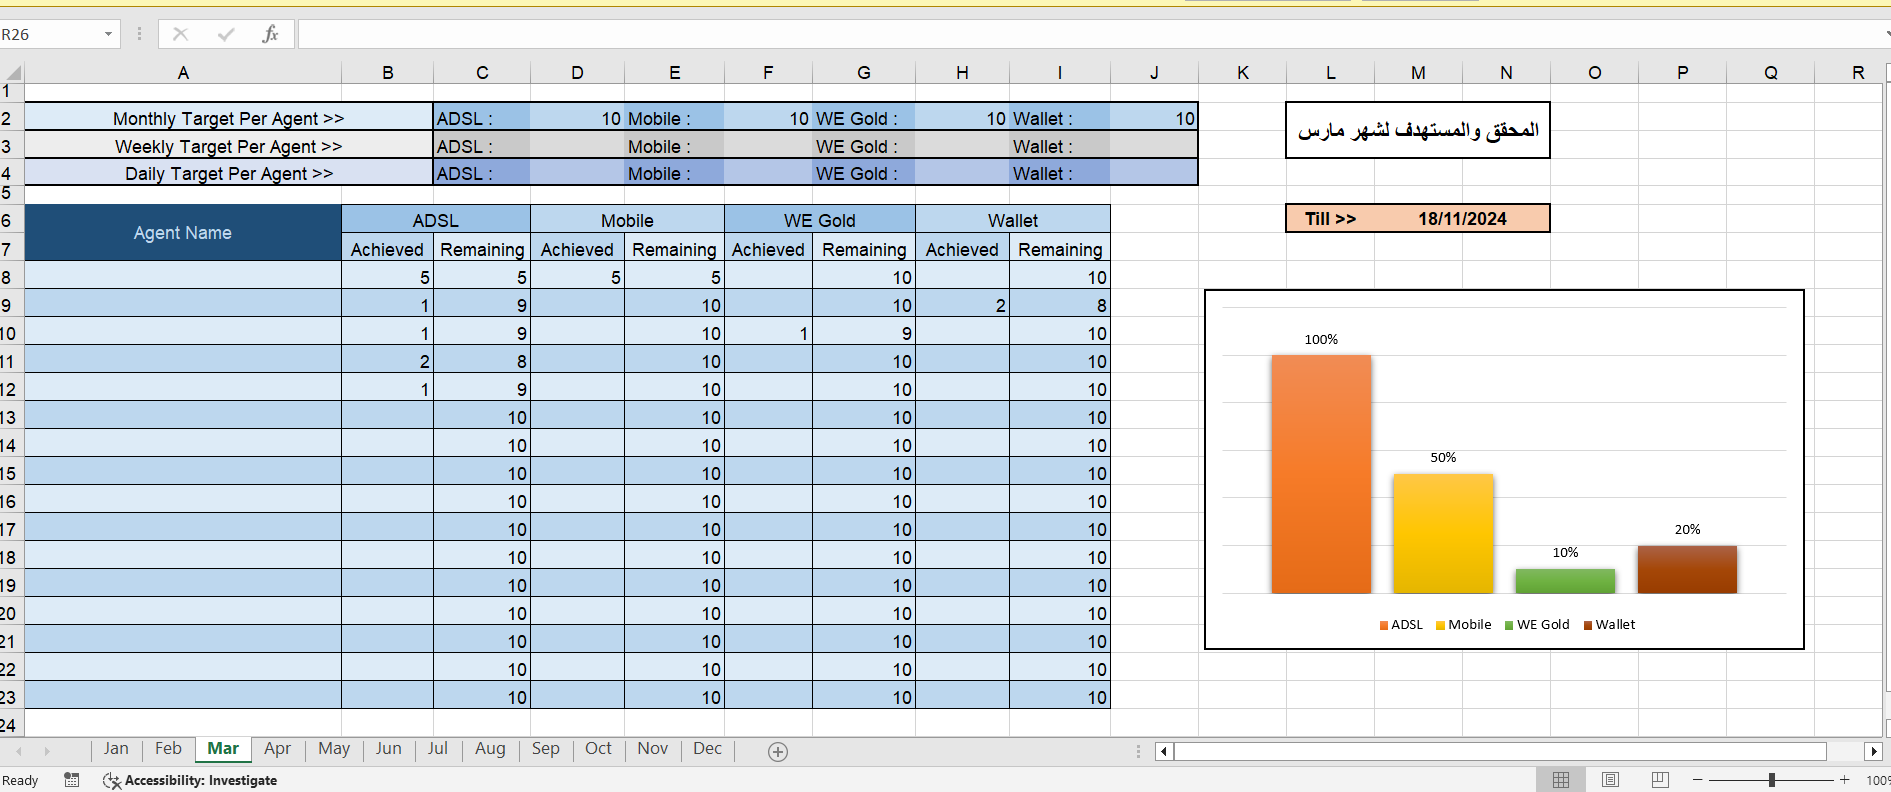 R26
fx
A B C D E F G H I J K L M N O P Q R
1
2 Monthly Target Per Agent >> ADSL : 10 Mobile : 10 WE Gold : 10 Wallet : 10
المحقق والمستهدف لشهر مارس
3 Weekly Target Per Agent >> ADSL : Mobile : WE Gold : Wallet :
4 Daily Target Per Agent >> ADSL : Mobile : WE Gold : Wallet :
5
6 Agent Name ADSL Mobile WE Gold Wallet Till >> 18/11/2024
7 Achieved Remaining Achieved Remaining Achieved Remaining Achieved Remaining
8 5 5 5 5 10 10
9 1 9 10 10 2 8
10 1 9 10 1 9 10
11 2 8 10 10 10
12 1 9 10 10 10
13 10 10 10 10
14 10 10 10 10
15 10 10 10 10
16 10 10 10 10
17 10 10 10 10
18 10 10 10 10
19 10 10 10 10
20 10 10 10 10
21 10 10 10 10
22 10 10 10 10
23 10 10 10 10
24
100%
50%
10%
20%
ADSL Mobile WE Gold Wallet
Jan Feb Mar Apr May Jun Jul Aug Sep Oct Nov Dec
Ready Accessibility: Investigate 100%